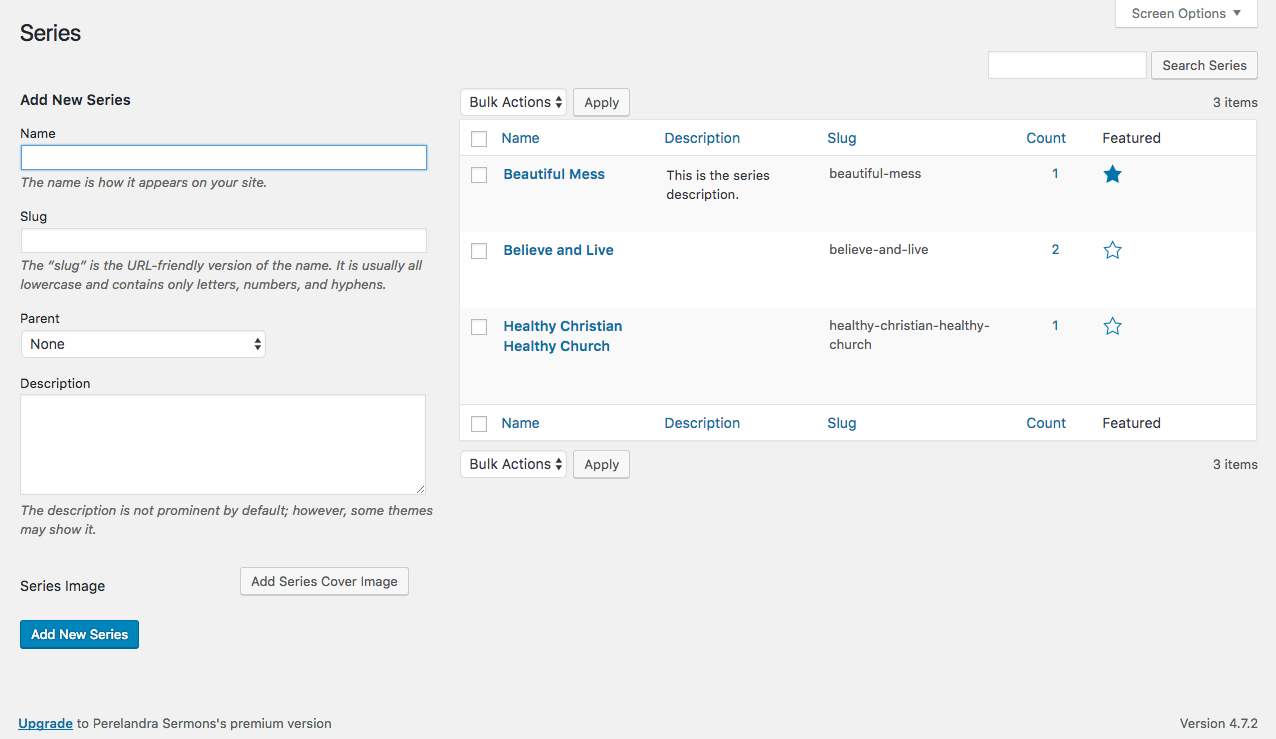 Screen Options
Series
Search Series
Add New Series
Name
The name is how it appears on your site.
Slug
The “slug” is the URL-friendly version of the name. It is usually all
lowercase and contains only letters, numbers, and hyphens.
Parent
None
Description
The description is not prominent by default; however, some themes
may show it.
Series Image
Add Series Cover Image
Add New Series
Bulk Actions Apply 3 items
Name Description Slug Count Featured
Beautiful Mess This is the series beautiful-mess 1
description.
Believe and Live believe-and-live 2
Healthy Christian healthy-christian-healthy- 1
Healthy Church church
Name Description Slug Count Featured
Bulk Actions Apply 3 items
Upgrade to Perelandra Sermons's premium version
Version 4.7.2